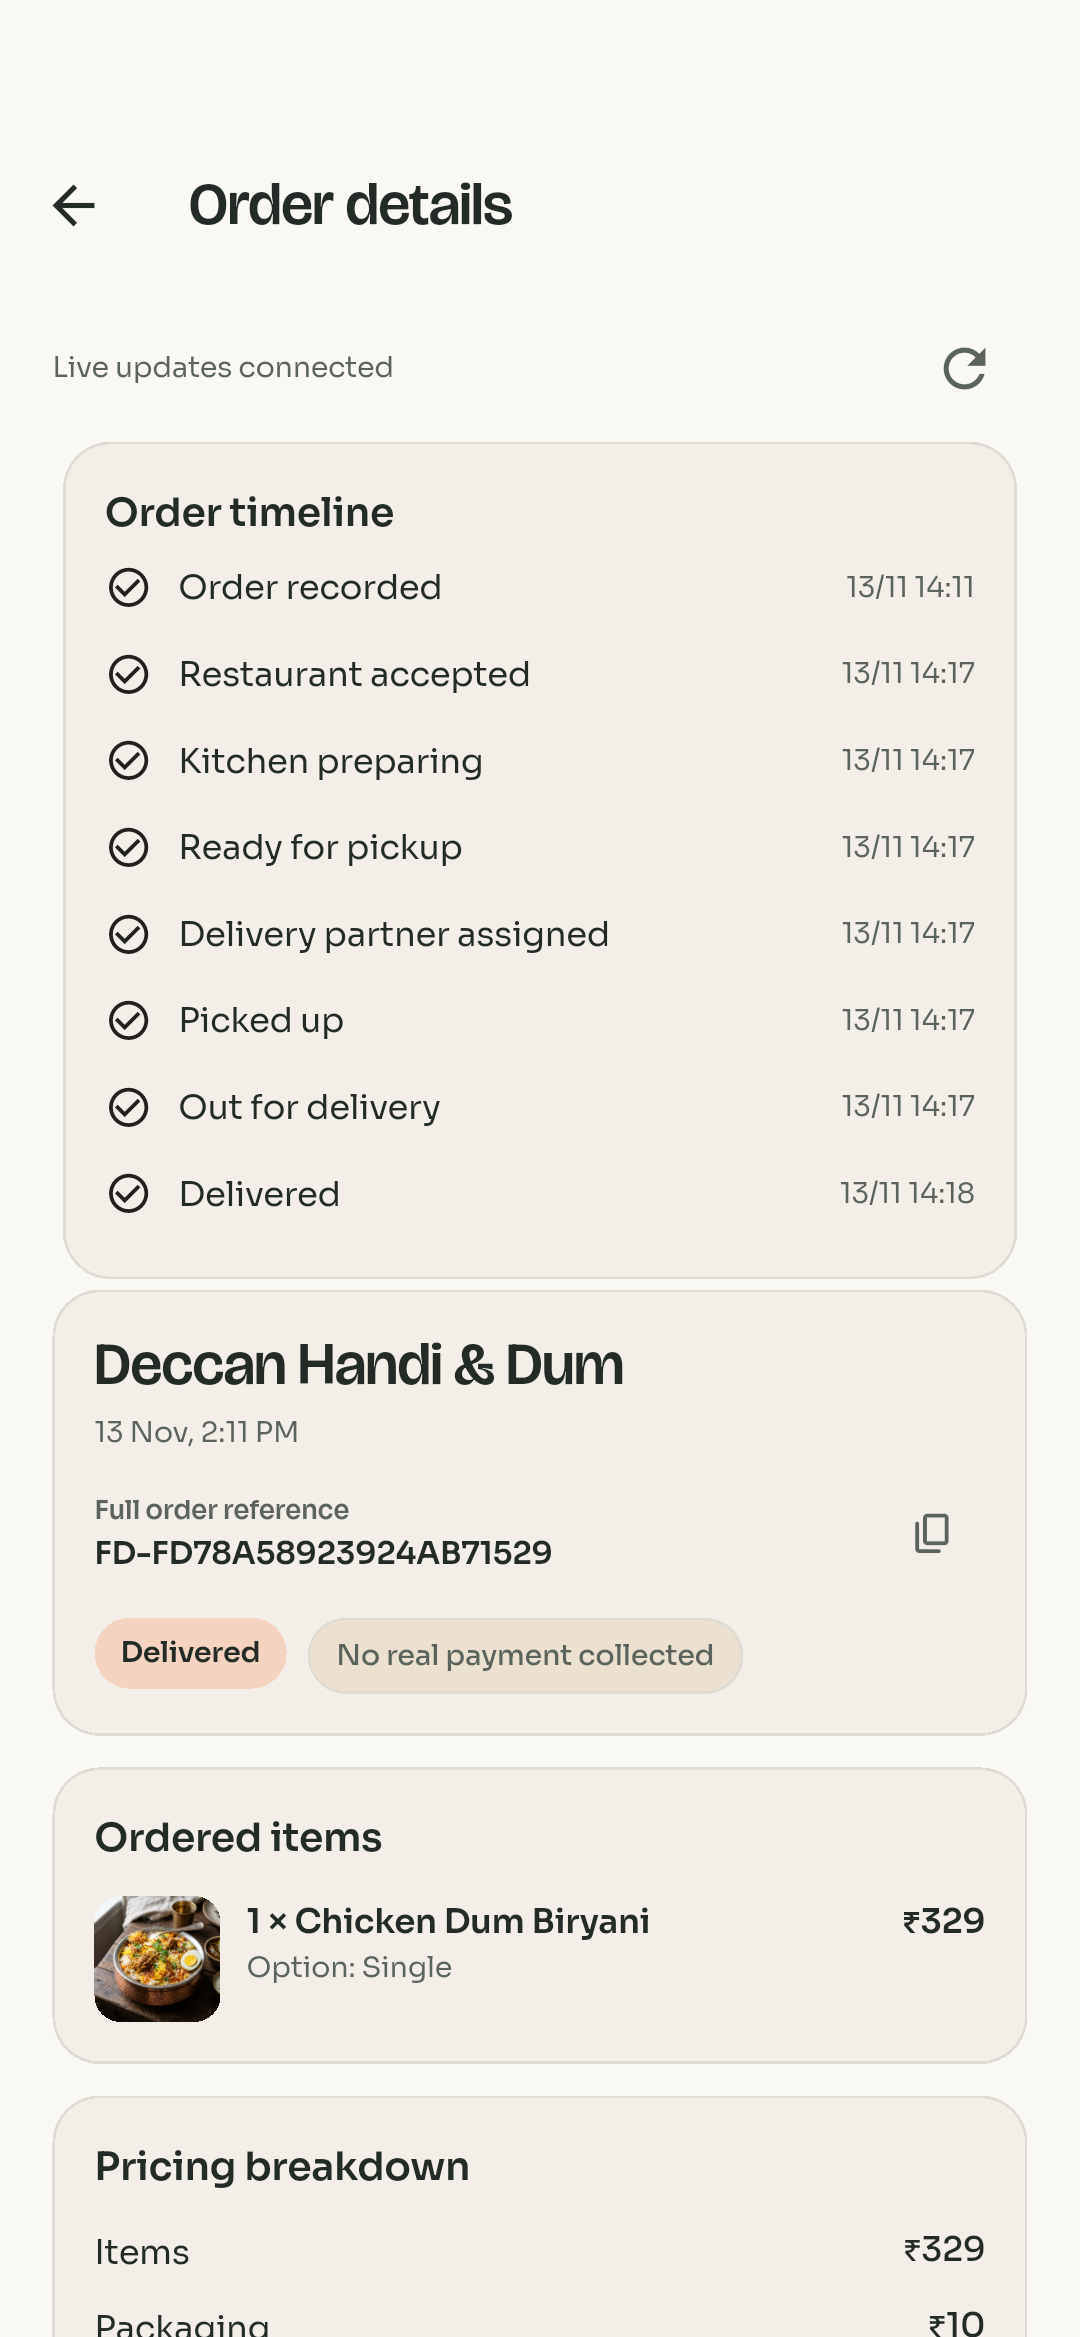 Order details
Live updates connected
Order timeline
Order recorded 13/11 14:11
Restaurant accepted 13/11 14:17
Kitchen preparing 13/11 14:17
Ready for pickup 13/11 14:17
Delivery partner assigned 13/11 14:17
Picked up 13/11 14:17
Out for delivery 13/11 14:17
Delivered 13/11 14:18
Deccan Handi & Dum
13 Nov, 2:11 PM
Full order reference
FD-FD78A58923924AB71529
Delivered No real payment collected
Ordered items
1 × Chicken Dum Biryani ₹329
Option: Single
Pricing breakdown
Items ₹329
Packaging ₹10